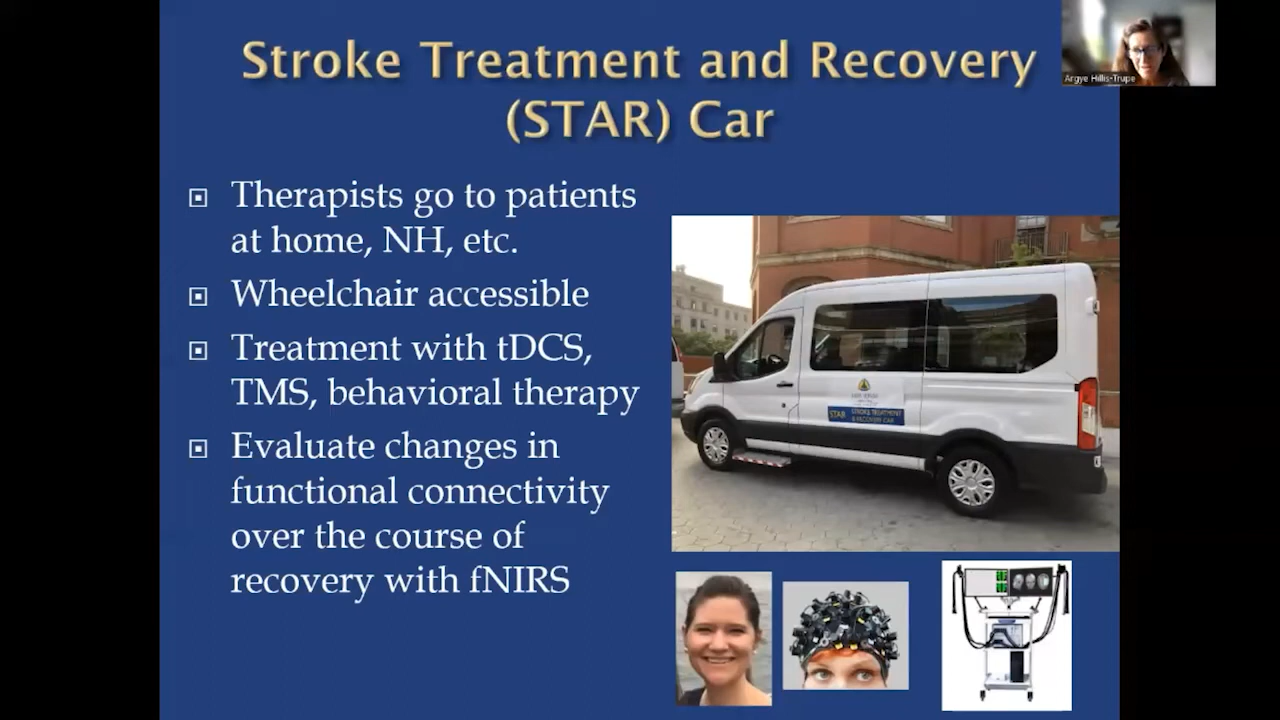 Stroke Treatment and Recovery
(STAR) Car
Argye Hillis-Trupe
Therapists go to patients
at home, NH, etc.
Wheelchair accessible
Treatment with tDCS,
TMS, behavioral therapy
Evaluate changes in
functional connectivity
over the course of
recovery with fNIRS
STAR STROKE TREATMENT
& RECOVERY CAR